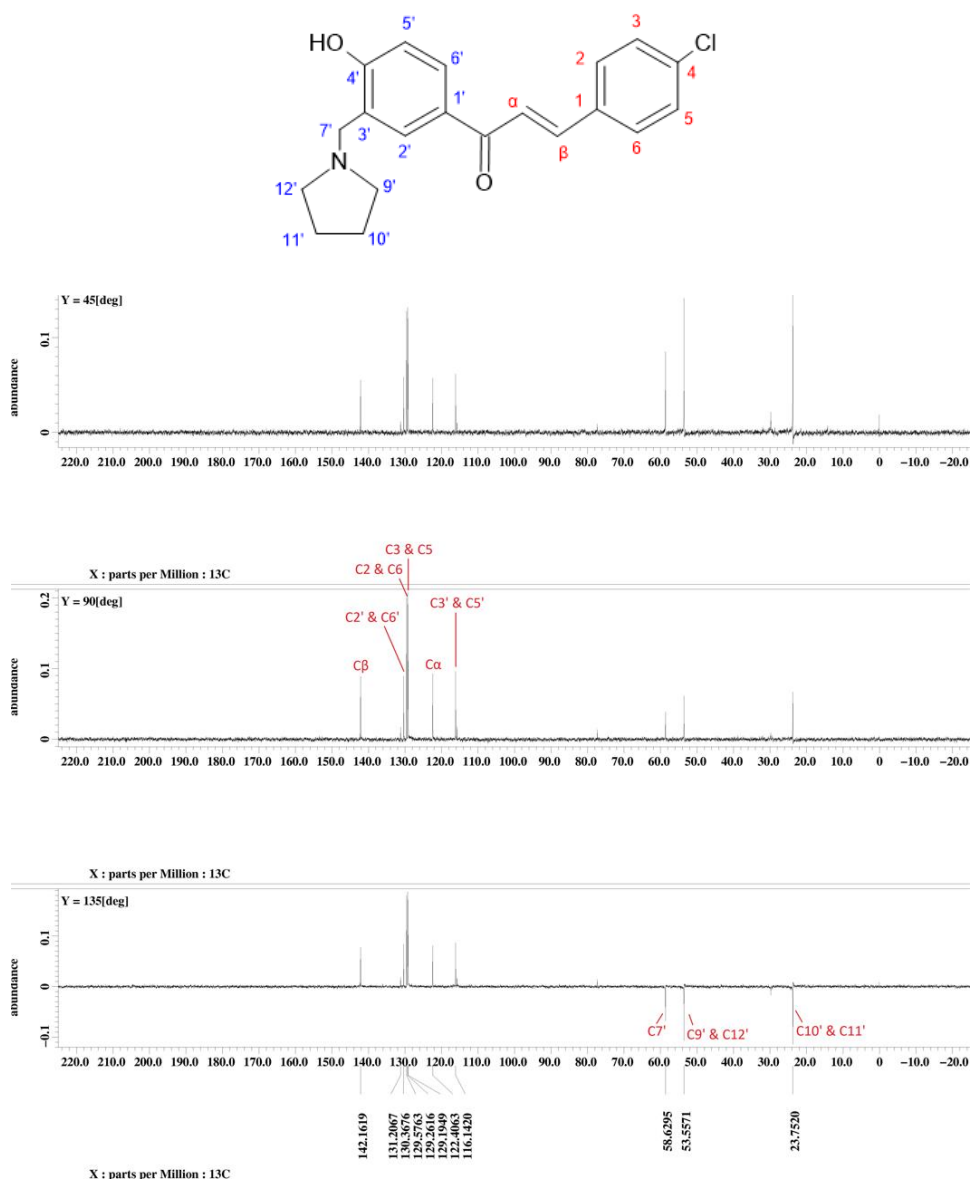 5' 3 Cl
HO 6' 2
4' 4
1' α 1
7' 3' 5
2' β 6
N O
12' 9'
11' 10'
Y = 45[deg]
abundance
0.1
0
220.0 210.0 200.0 190.0 180.0 170.0 160.0 150.0 140.0 130.0 120.0 110.0 100.0 90.0 80.0 70.0 60.0 50.0 40.0 30.0 20.0 10.0 0 -10.0 -20.0
X : parts per Million : 13C
C3 & C5
C2 & C6
C2' & C6'
C3' & C5'
Cβ
Cα
Y = 90[deg]
abundance
0.2
0.1
0
220.0 210.0 200.0 190.0 180.0 170.0 160.0 150.0 140.0 130.0 120.0 110.0 100.0 90.0 80.0 70.0 60.0 50.0 40.0 30.0 20.0 10.0 0 -10.0 -20.0
X : parts per Million : 13C
Y = 135[deg]
abundance
0.1
0
-0.1
C7'
C9' & C12'
C10' & C11'
220.0 210.0 200.0 190.0 180.0 170.0 160.0 150.0 140.0 130.0 120.0 110.0 100.0 90.0 80.0 70.0 60.0 50.0 40.0 30.0 20.0 10.0 0 -10.0 -20.0
142.1619
131.2067
130.3676
129.5763
129.2616
129.1949
122.4063
116.1420
58.6295
53.5571
23.7520
X : parts per Million : 13C